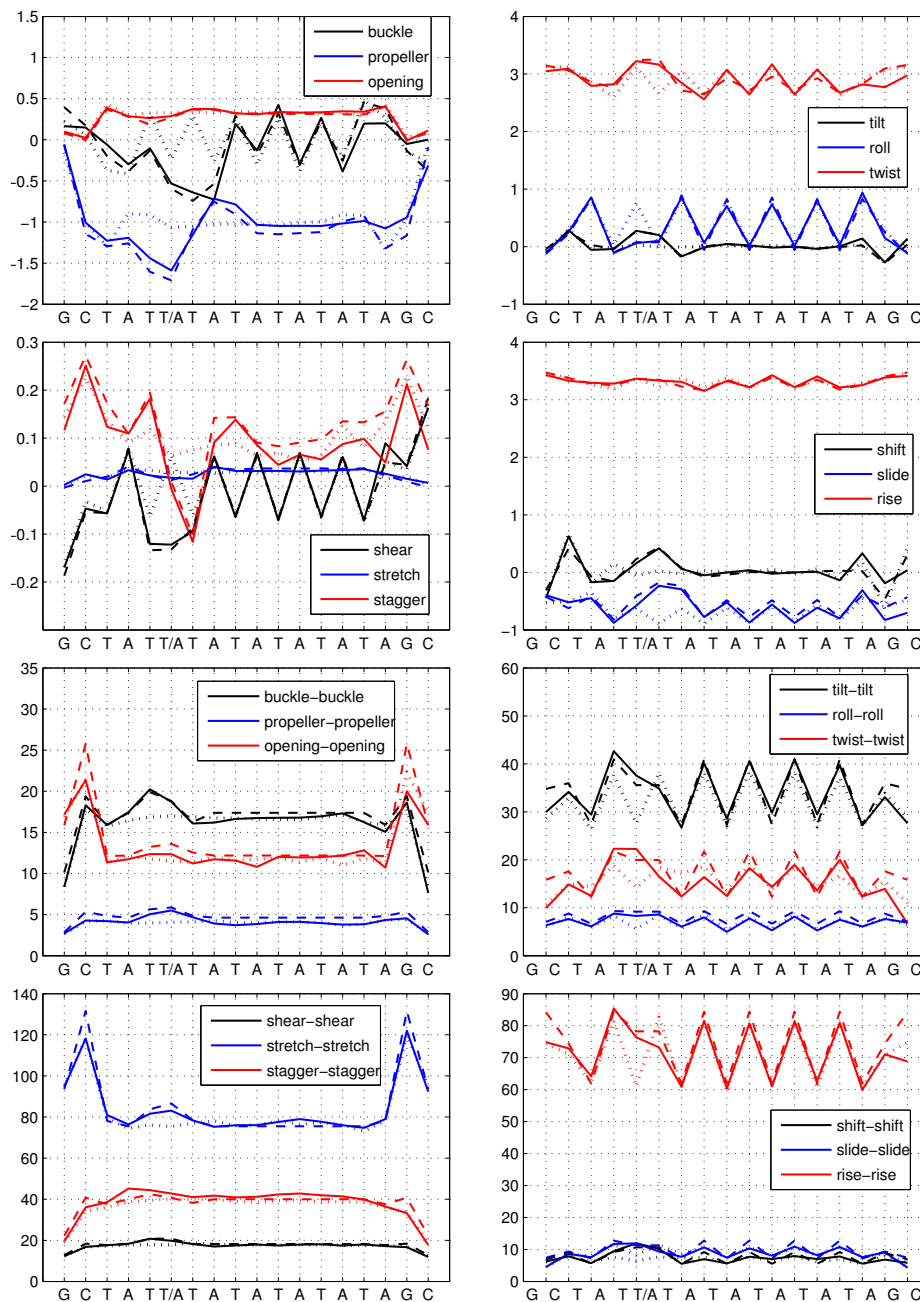 1.5
1
0.5
0
-0.5
-1
-1.5
-2
buckle
propeller
opening
G C T A T T/A T A T A T A T A T A G C
4
3
2
1
0
-1
tilt
roll
twist
G C T A T T/A T A T A T A T A T A G C
0.3
0.2
0.1
0
-0.1
-0.2
shear
stretch
stagger
G C T A T T/A T A T A T A T A T A G C
4
3
2
1
0
-1
shift
slide
rise
G C T A T T/A T A T A T A T A T A G C
35
30
25
20
15
10
5
0
buckle-buckle
propeller-propeller
opening-opening
G C T A T T/A T A T A T A T A T A G C
60
50
40
30
20
10
0
tilt-tilt
roll-roll
twist-twist
G C T A T T/A T A T A T A T A T A G C
140
120
100
80
60
40
20
0
shear-shear
stretch-stretch
stagger-stagger
G C T A T T/A T A T A T A T A T A G C
90
80
70
60
50
40
30
20
10
0
shift-shift
slide-slide
rise-rise
G C T A T T/A T A T A T A T A T A G C